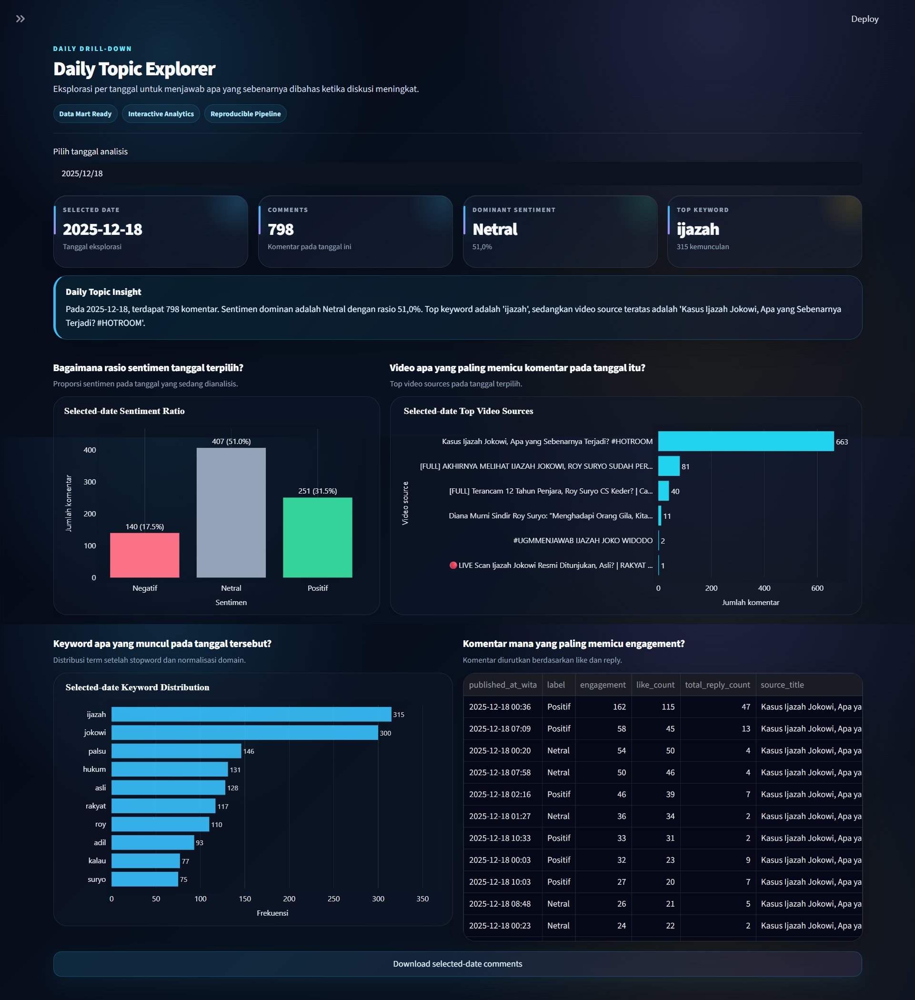 Deploy
DAILY DRILL-DOWN
Daily Topic Explorer
Eksplorasi per tanggal untuk menjawab apa yang sebenarnya dibahas ketika diskusi meningkat.
Data Mart Ready
Interactive Analytics
Reproducible Pipeline
Pilih tanggal analisis
2025/12/18
SELECTED DATE
2025-12-18
Tanggal eksplorasi
COMMENTS
798
Komentar pada tanggal ini
DOMINANT SENTIMENT
Netral
51,0%
TOP KEYWORD
ijazah
315 kemunculan
Daily Topic Insight
Pada 2025-12-18, terdapat 798 komentar. Sentimen dominan adalah Netral dengan rasio 51,0%. Top keyword adalah 'ijazah', sedangkan video source teratas adalah 'Kasus Ijazah Jokowi, Apa yang Sebenarnya
Terjadi? #HOTROOM'.
Bagaimana rasio sentimen tanggal terpilih?
Proporsi sentimen pada tanggal yang sedang dianalisis.
Selected-date Sentiment Ratio
Jumlah komentar
400
300
200
100
0
140 (17.5%)
407 (51.0%)
251 (31.5%)
Negatif
Netral
Positif
Sentimen
Video apa yang paling memicu komentar pada tanggal itu?
Top video sources pada tanggal terpilih.
Selected-date Top Video Sources
Video source
Kasus Ijazah Jokowi, Apa yang Sebenarnya Terjadi? #HOTROOM 663
[FULL] AKHIRNYA MELIHAT IJAZAH JOKOWI, ROY SURYO SUDAH PER... 81
[FULL] Terancam 12 Tahun Penjara, Roy Suryo CS Keder? | Ca... 40
Diana Murni Sindir Roy Suryo: “Menghadapi Orang Gila, Kita... 11
#UGMMENJAWAB IJAZAH JOKO WIDODO 2
🔴 LIVE Scan Ijazah Jokowi Resmi Ditunjukan, Asli? | RAKYAT ... 1
0 200 400 600
Jumlah komentar
Keyword apa yang muncul pada tanggal tersebut?
Distribusi term setelah stopword dan normalisasi domain.
Selected-date Keyword Distribution
ijazah 315
jokowi 300
palsu 146
hukum 131
asli 128
rakyat 117
roy 110
adil 93
kalau 77
suryo 75
0 50 100 150 200 250 300 350
Frekuensi
Komentar mana yang paling memicu engagement?
Komentar diurutkan berdasarkan like dan reply.
published_at_wita label engagement like_count total_reply_count source_title
2025-12-18 00:36 Positif 162 115 47 Kasus Ijazah Jokowi, Apa ya
2025-12-18 07:09 Positif 58 45 13 Kasus Ijazah Jokowi, Apa ya
2025-12-18 00:20 Netral 54 50 4 Kasus Ijazah Jokowi, Apa ya
2025-12-18 07:58 Netral 50 46 4 Kasus Ijazah Jokowi, Apa ya
2025-12-18 02:16 Positif 46 39 7 Kasus Ijazah Jokowi, Apa ya
2025-12-18 01:27 Netral 36 34 2 Kasus Ijazah Jokowi, Apa ya
2025-12-18 10:33 Positif 33 31 2 Kasus Ijazah Jokowi, Apa ya
2025-12-18 00:03 Positif 32 23 9 Kasus Ijazah Jokowi, Apa ya
2025-12-18 10:03 Positif 27 20 7 Kasus Ijazah Jokowi, Apa ya
2025-12-18 08:48 Netral 26 21 5 Kasus Ijazah Jokowi, Apa ya
2025-12-18 00:23 Netral 24 22 2 Kasus Ijazah Jokowi, Apa ya
Download selected-date comments